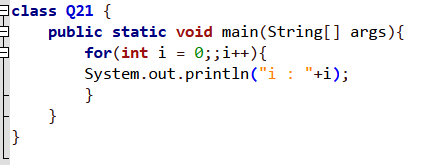 class Q21 {
    public static void main(String[] args){
        for(int i = 0;;i++){
        System.out.println("i : "+i);
        }
    }
}